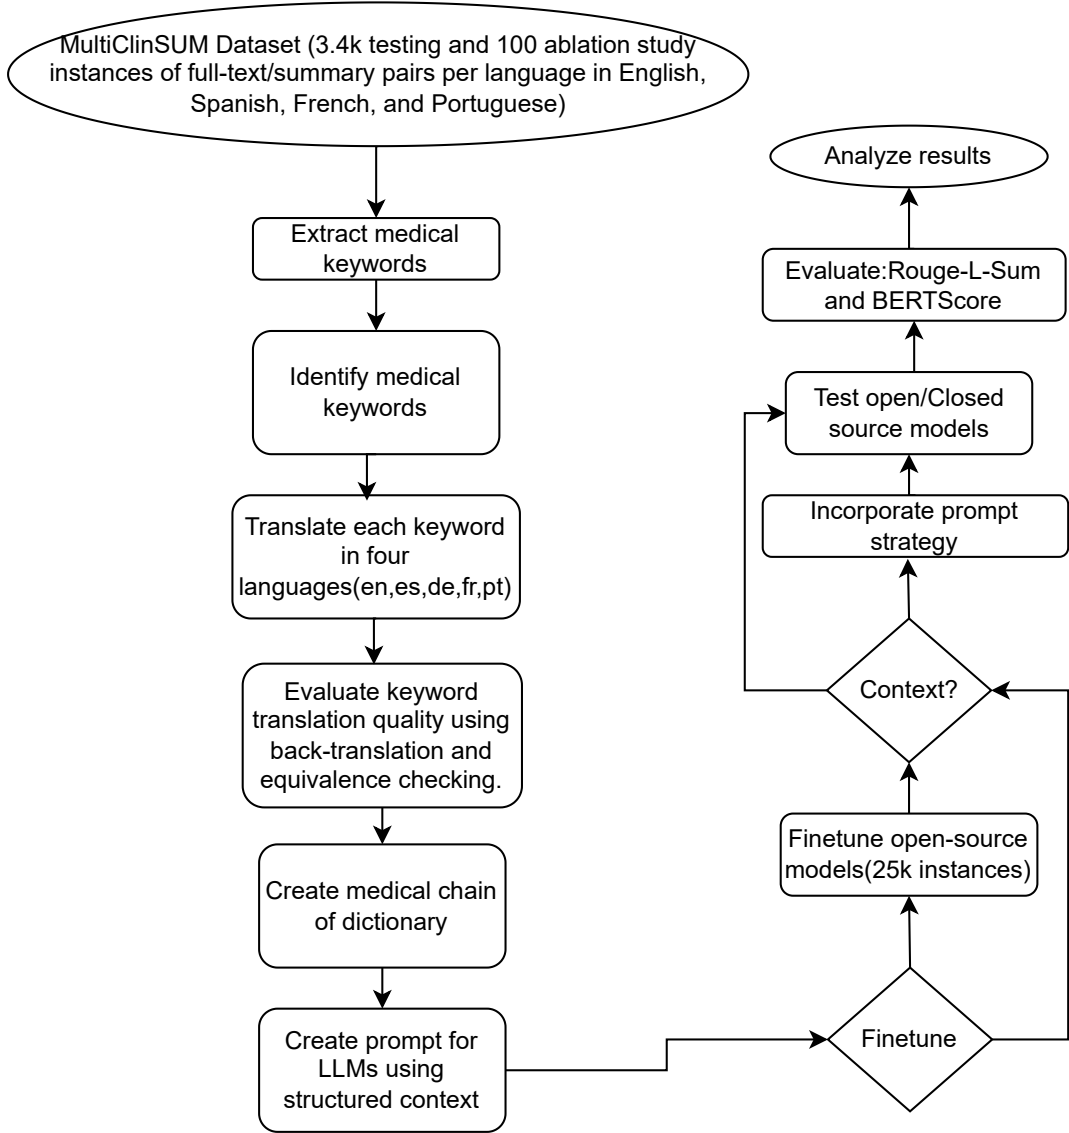 MultiClinSUM Dataset (3.4k testing and 100 ablation study
instances of full-text/summary pairs per language in English,
Spanish, French, and Portuguese)
Extract medical
keywords
Identify medical
keywords
Translate each keyword
in four
languages(en,es,de,fr,pt)
Evaluate keyword
translation quality using
back-translation and
equivalence checking.
Create medical chain
of dictionary
Create prompt for
LLMs using
structured context
Finetune
Finetune open-source
models(25k instances)
Context?
Incorporate prompt
strategy
Test open/Closed
source models
Evaluate:Rouge-L-Sum
and BERTScore
Analyze results